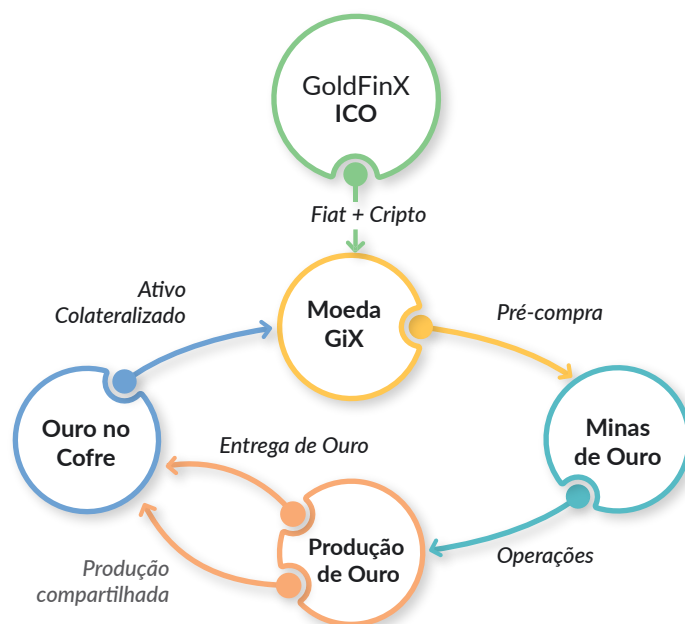 GoldFinX
ICO
Fiat + Cripto
Ativo
Colateralizado
Moeda
GiX
Pré-compra
Ouro no
Cofre
Entrega de Ouro
Minas
de Ouro
Produção
de Ouro
Operações
Produção
compartilhada